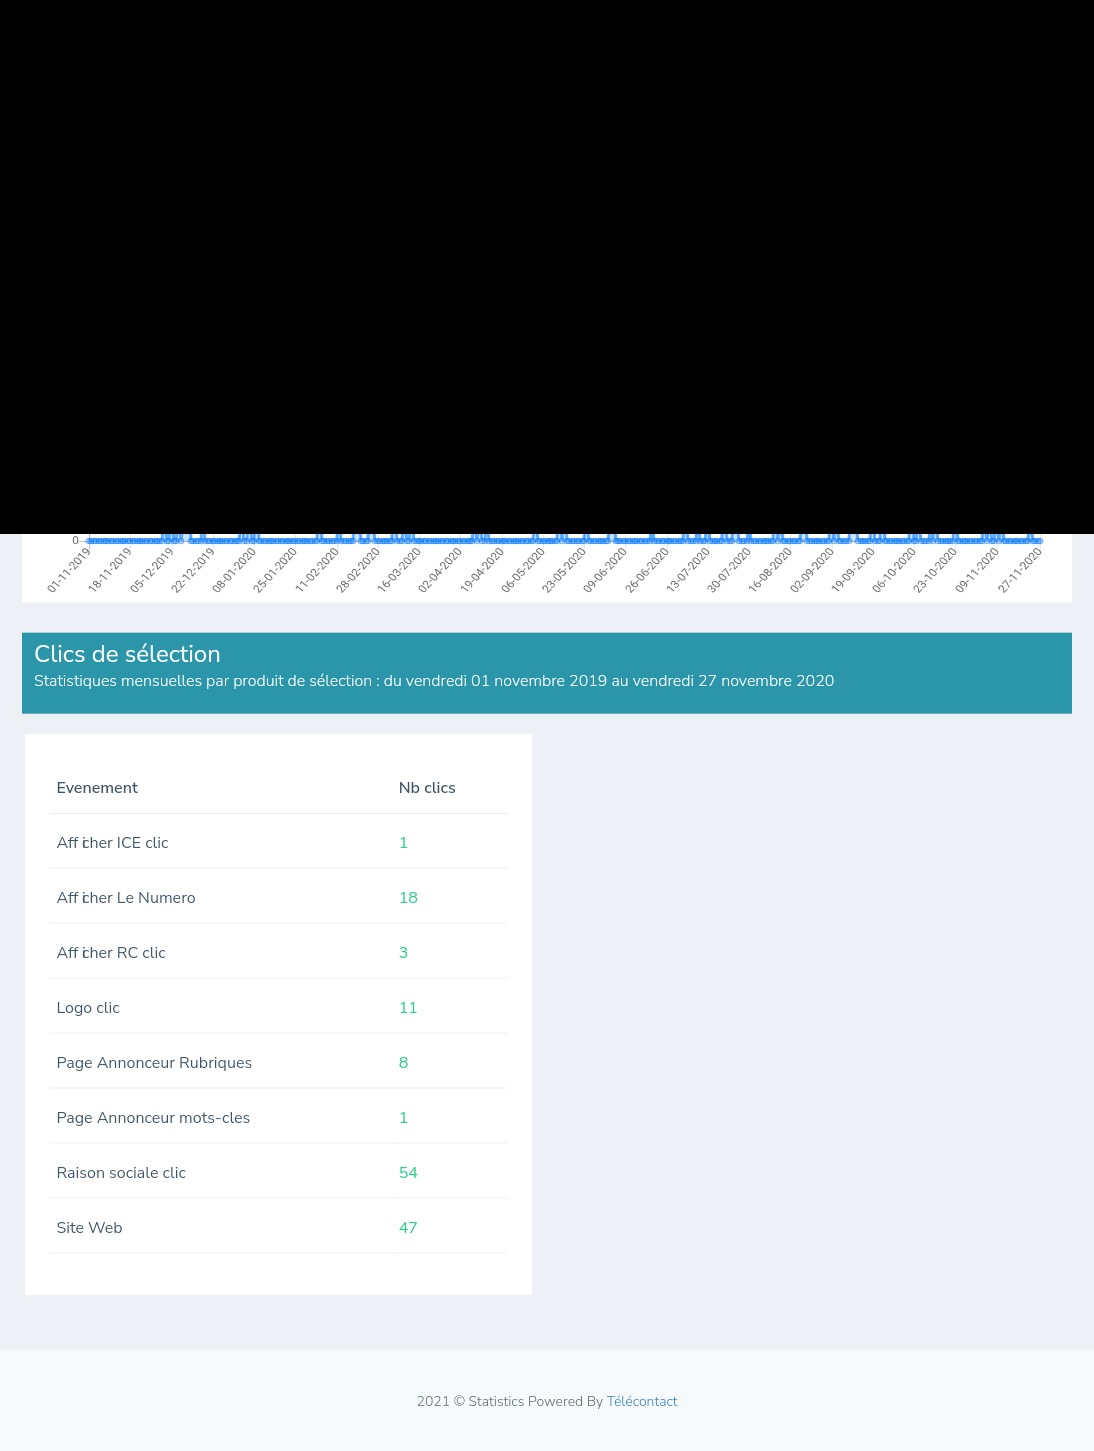 0
01-11-2019
18-11-2019
05-12-2019
22-12-2019
08-01-2020
25-01-2020
11-02-2020
28-02-2020
16-03-2020
02-04-2020
19-04-2020
06-05-2020
23-05-2020
09-06-2020
26-06-2020
13-07-2020
30-07-2020
16-08-2020
02-09-2020
19-09-2020
06-10-2020
23-10-2020
09-11-2020
27-11-2020
Clics de sélection
Statistiques mensuelles par produit de sélection : du vendredi 01 novembre 2019 au vendredi 27 novembre 2020
Evenement Nb clics
Afficher ICE clic 1
Afficher Le Numero 18
Afficher RC clic 3
Logo clic 11
Page Annonceur Rubriques 8
Page Annonceur mots-cles 1
Raison sociale clic 54
Site Web 47
2021 © Statistics Powered By Télécontact